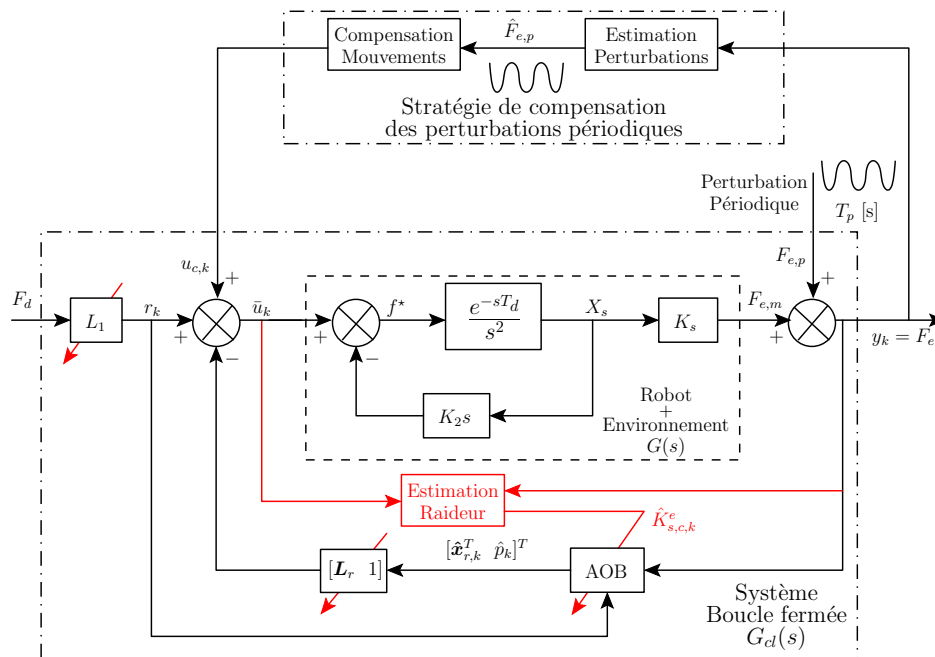 Compensation
Mouvements
F̂_{e,p}
Estimation
Perturbations
Stratégie de compensation
des perturbations périodiques
Perturbation
Périodique
T_p [s]
u_{c,k}
+
F_{e,p}
+
F_d
L_1
r_k
+
−
ū_k
+
−
f^⋆
e^{-sT_d}
s^2
X_s
K_s
F_{e,m}
+
y_k = F_e
K_2s
Robot
+
Environnement
G(s)
Estimation
Raideur
K̂^e_{s,c,k}
[x̂^T_{r,k} p̂_k]^T
[L_r 1]
AOB
Système
Boucle fermée
G_{cl}(s)